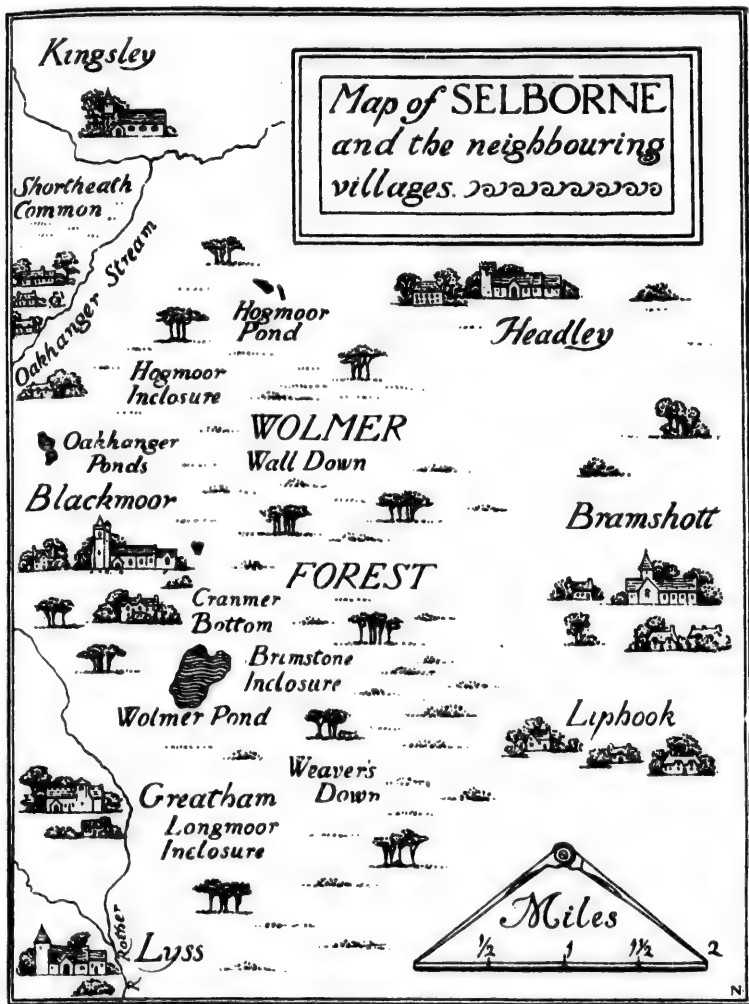 Kingsley
Map of SELBORNE
and the neighbouring
villages.
Shortheath
Common
Oakhanger Stream
Hogmoor
Pond
Headley
Hogmoor
Inclosure
WOLMER
Oakhanger
Ponds
Wall Down
Blackmoor
Bramshott
FOREST
Cranmer
Bottom
Brimstone
Inclosure
Wolmer Pond
Liphook
Weaver's
Down
Greatham
Longmoor
Inclosure
Miles
½ 1 1½ 2
R. Rother
Lyss
N